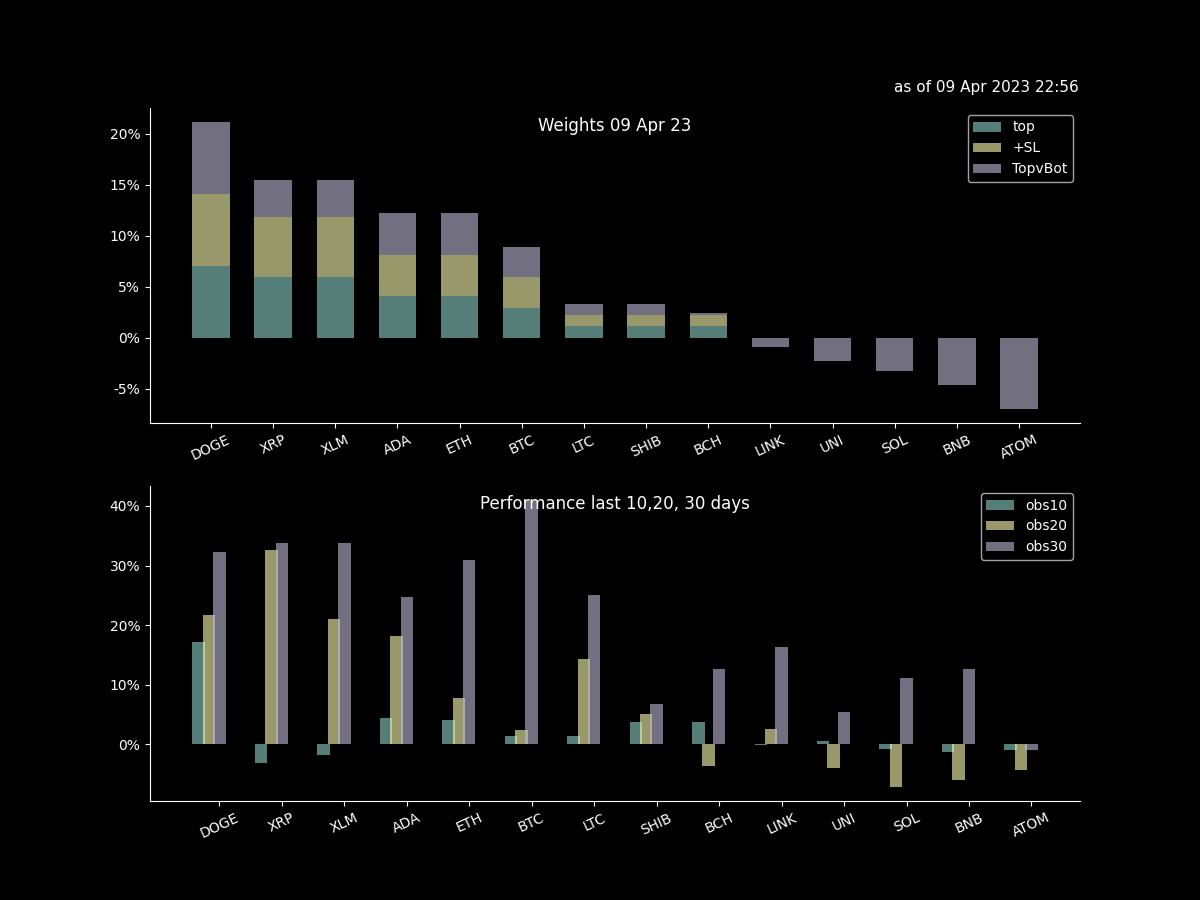 as of 09 Apr 2023 22:56
Weights 09 Apr 23
top
+SL
TopvBot
20%
15%
10%
5%
0%
-5%
DOGE XRP XLM ADA ETH BTC LTC SHIB BCH LINK UNI SOL BNB ATOM
Performance last 10,20, 30 days
obs10
obs20
obs30
40%
30%
20%
10%
0%
DOGE XRP XLM ADA ETH BTC LTC SHIB BCH LINK UNI SOL BNB ATOM